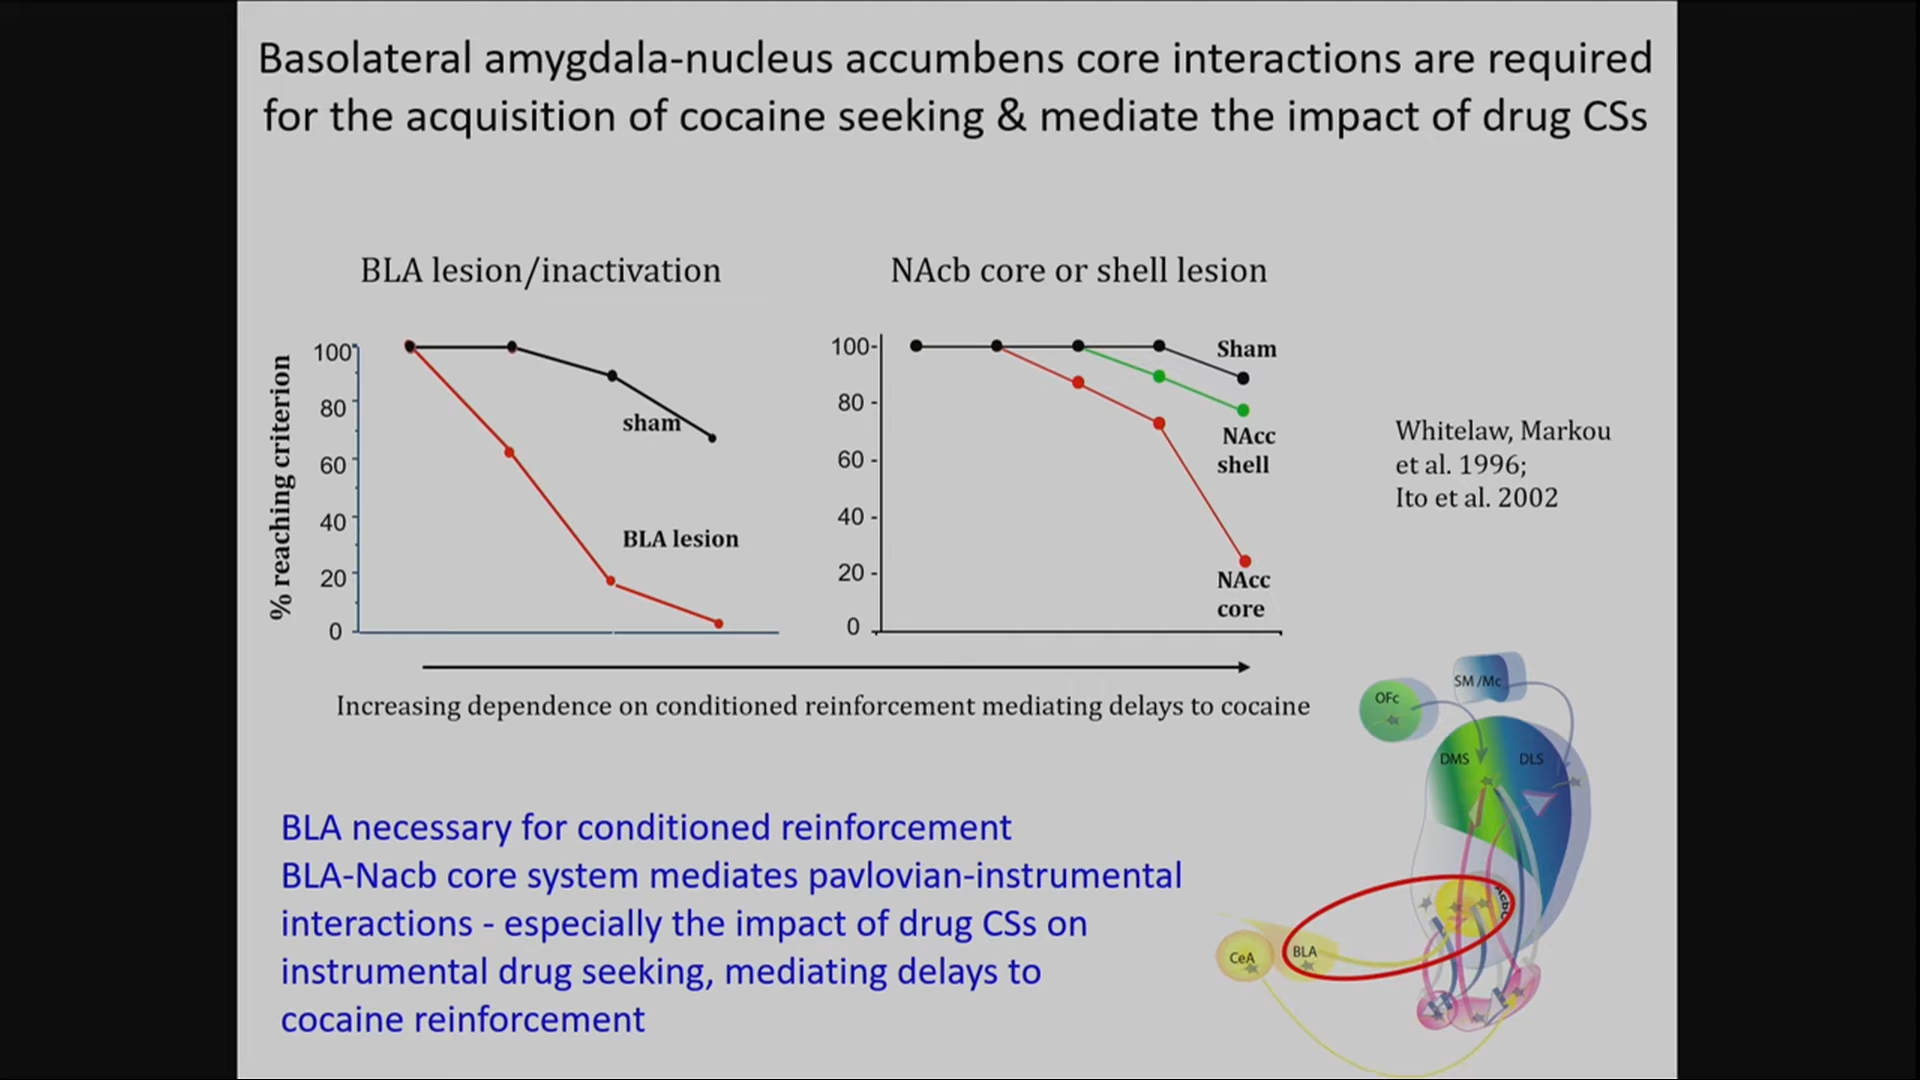 Basolateral amygdala-nucleus accumbens core interactions are required
for the acquisition of cocaine seeking & mediate the impact of drug CSs
BLA lesion/inactivation
% reaching criterion
100
80
60
40
20
0
sham
BLA lesion
NAcb core or shell lesion
100-
80 -
60 -
40 -
20 -
0
Sham
NAcc
shell
NAcc
core
Whitelaw, Markou
et al. 1996;
Ito et al. 2002
Increasing dependence on conditioned reinforcement mediating delays to cocaine
BLA necessary for conditioned reinforcement
BLA-Nacb core system mediates pavlovian-instrumental
interactions - especially the impact of drug CSs on
instrumental drug seeking, mediating delays to
cocaine reinforcement
OFc
SM /Mc
DMS
DLS
CeA
BLA